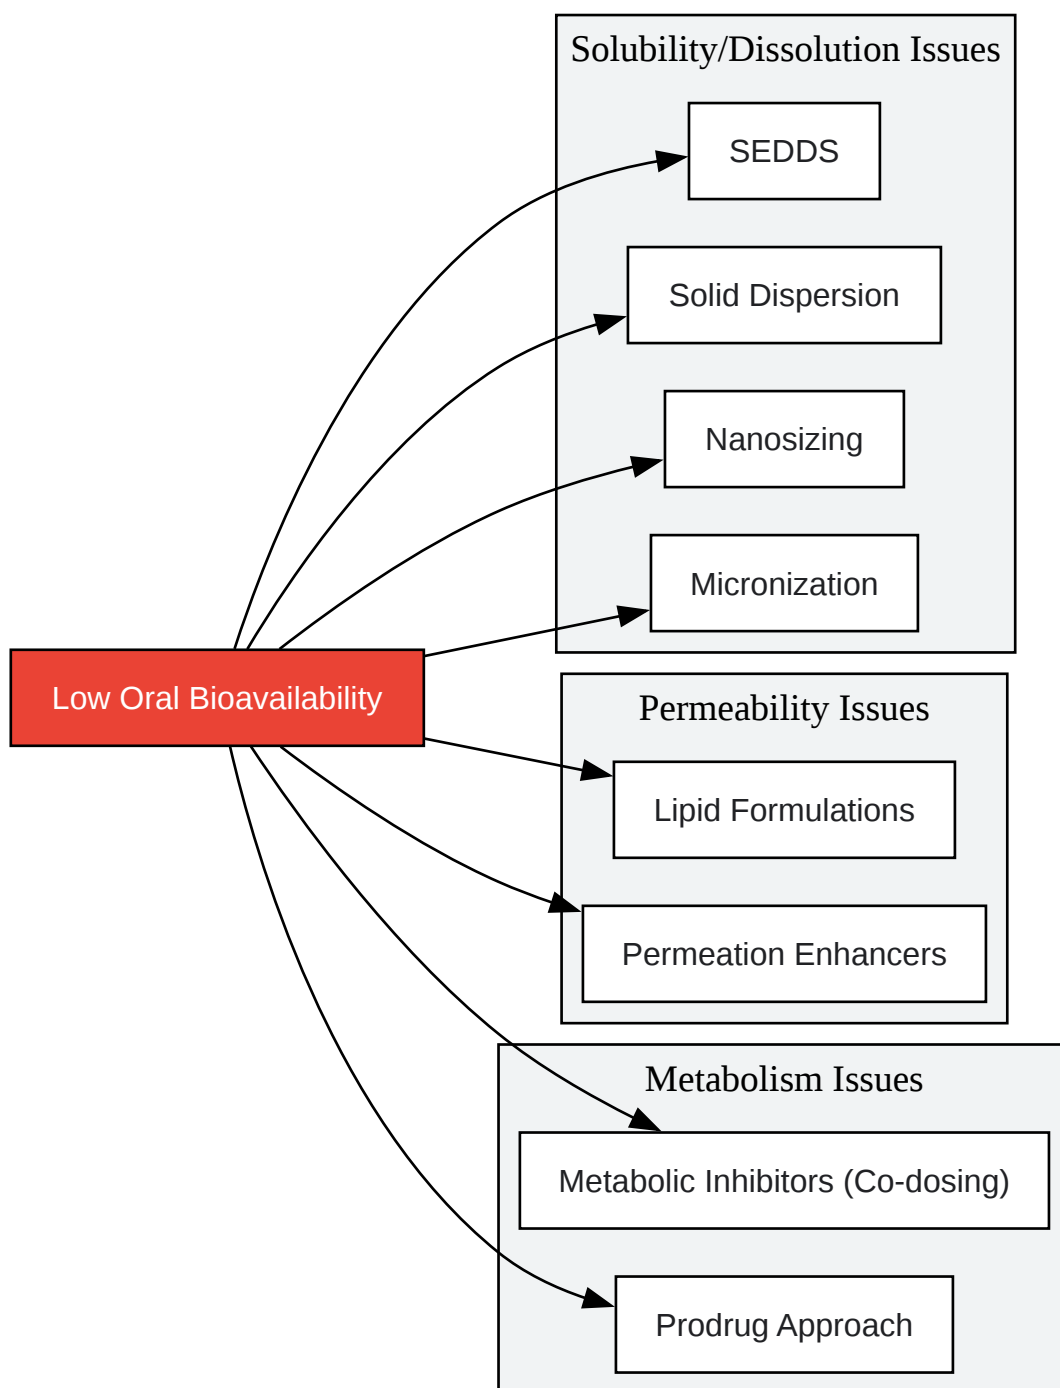 Solubility/Dissolution Issues
SEDDS
Solid Dispersion
Nanosizing
Micronization
Low Oral Bioavailability
Permeability Issues
Lipid Formulations
Permeation Enhancers
Metabolism Issues
Metabolic Inhibitors (Co-dosing)
Prodrug Approach